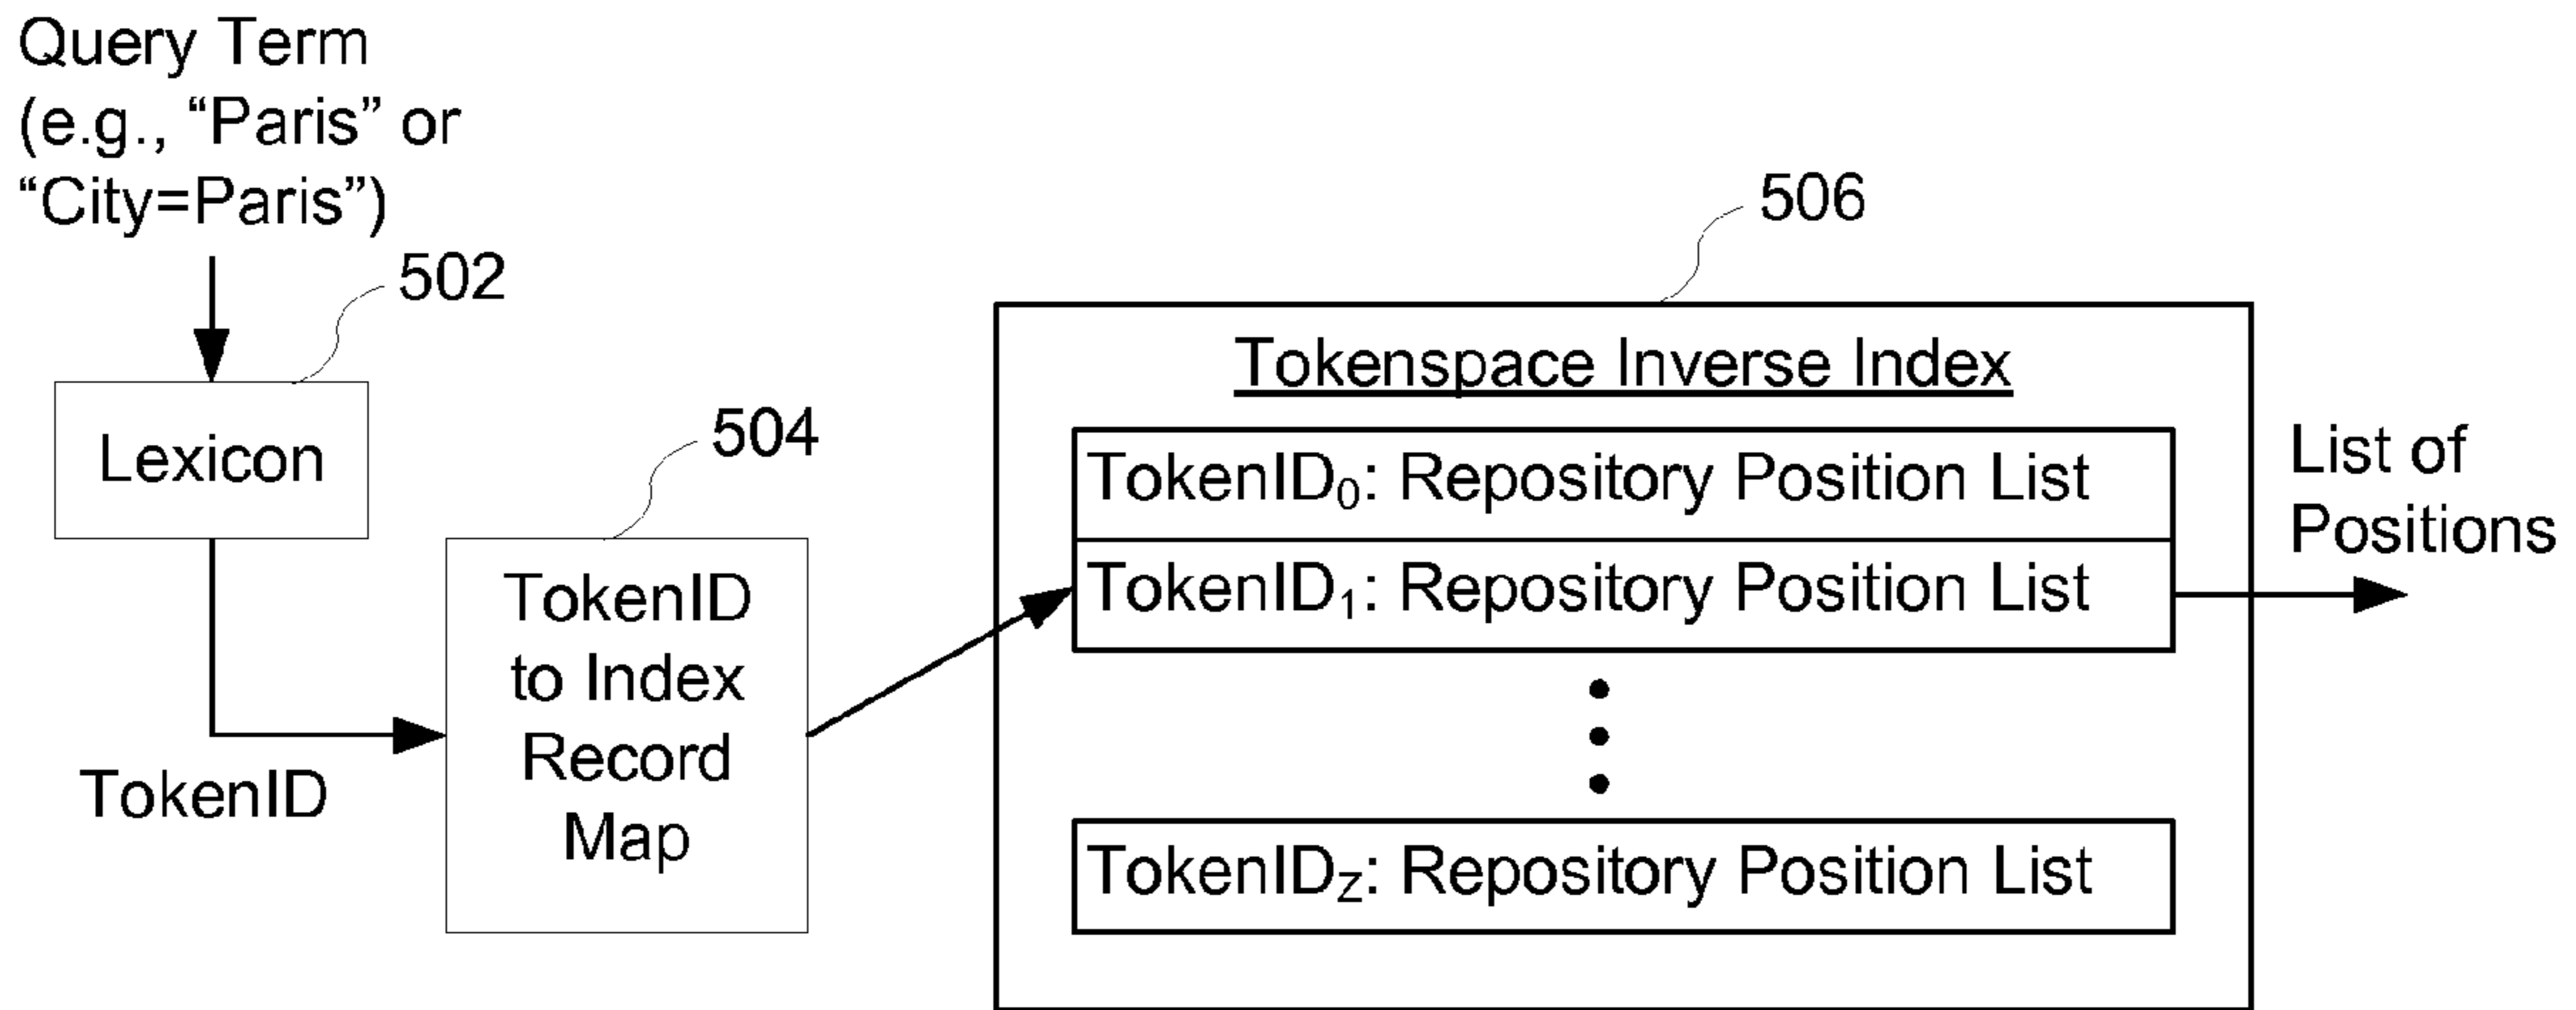 Query Term
(e.g., “Paris” or
“City=Paris”)
502
Lexicon
TokenID
504
TokenID
to Index
Record
Map
506
Tokenspace Inverse Index
TokenID₀: Repository Position List
TokenID₁: Repository Position List
TokenID_Z: Repository Position List
List of
Positions